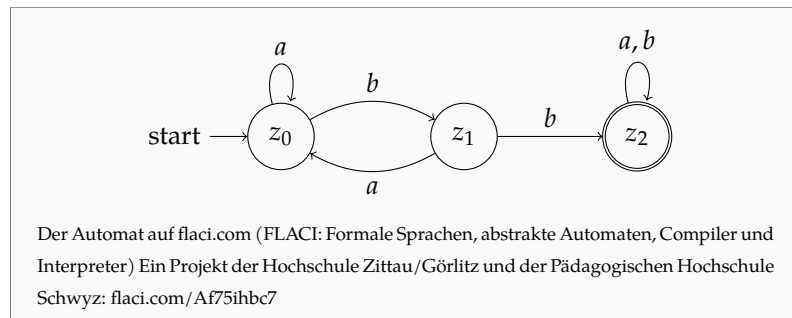 a
a, b
b
start
z0
z1
b
z2
a
Der Automat auf flaci.com (FLACI: Formale Sprachen, abstrakte Automaten, Compiler und
Interpreter) Ein Projekt der Hochschule Zittau/Görlitz und der Pädagogischen Hochschule
Schwyz: flaci.com/Af75ihbc7